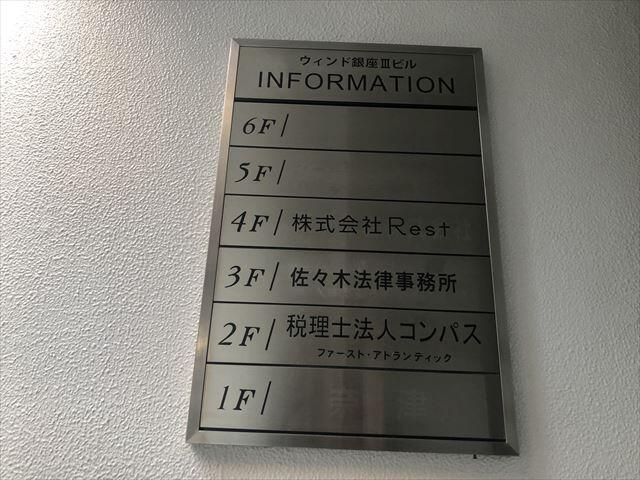 ウィンド銀座Ⅲビル
INFORMATION
6F/
5F/
4F/ 株式会社Rest
3F/ 佐々木法律事務所
2F/ 税理士法人コンパス
ファースト・アトランティック
1F/